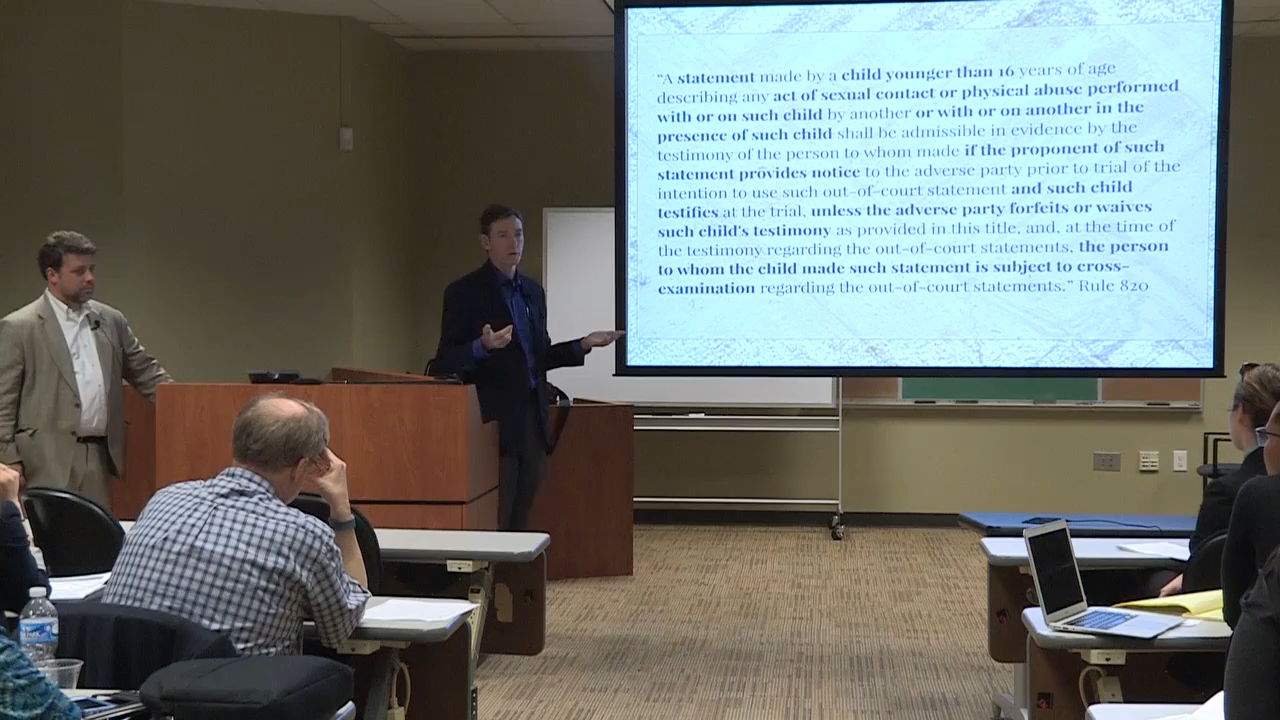 “A statement made by a child younger than 16 years of age
describing any act of sexual contact or physical abuse performed
with or on such child by another or with or on another in the
presence of such child shall be admissible in evidence by the
testimony of the person to whom made if the proponent of such
statement provides notice to the adverse party prior to trial of the
intention to use such out-of-court statement and such child
testifies at the trial, unless the adverse party forfeits or waives
such child's testimony as provided in this title, and, at the time of
the testimony regarding the out-of-court statements, the person
to whom the child made such statement is subject to cross-
examination regarding the out-of-court statements.” Rule 820